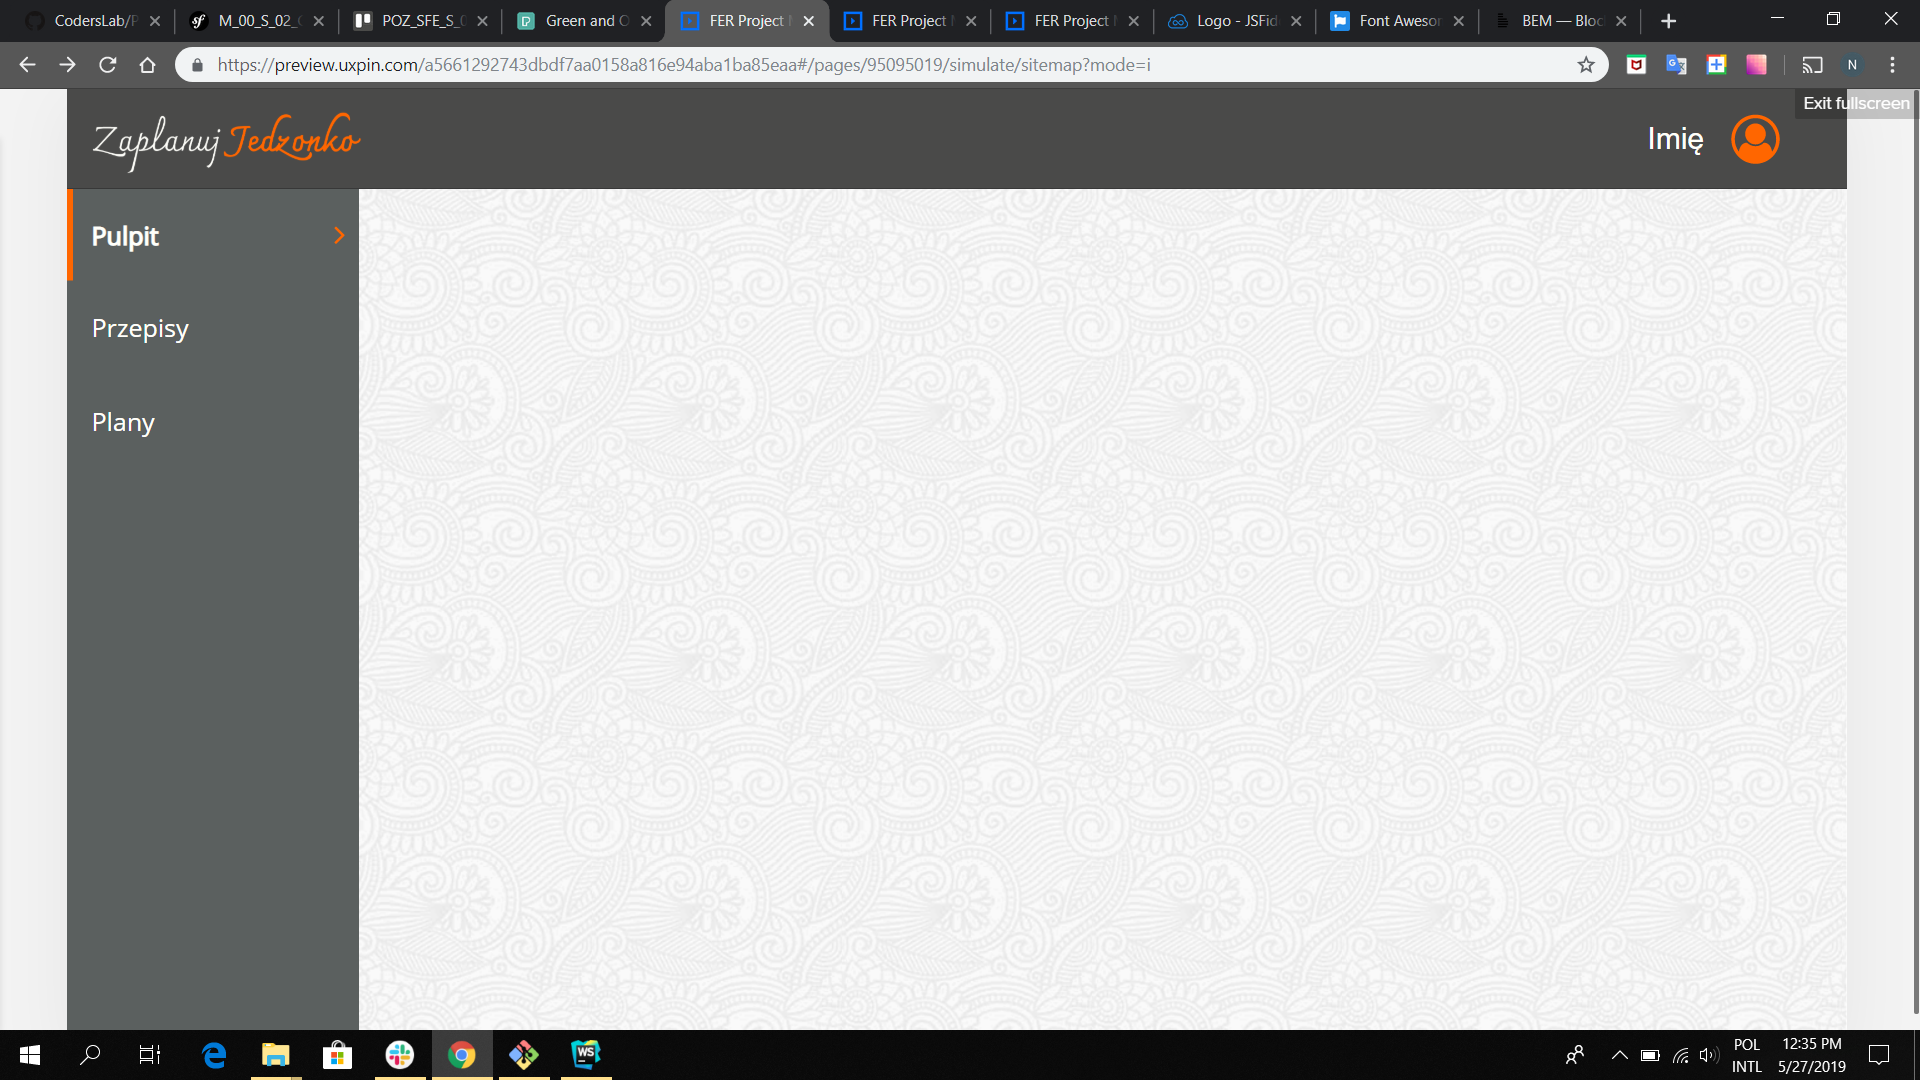 CodersLab/P
M_00_S_02_
POZ_SFE_S_0
Green and O
FER Project
FER Project
FER Project
Logo - JSFid
Font Awesor
BEM — Bloc
https://preview.uxpin.com/a5661292743dbdf7aa0158a816e94aba1ba85eaa#/pages/95095019/simulate/sitemap?mode=i
N
Exit fullscreen
Zaplanuj Jedzonko
Imię
Pulpit
Przepisy
Plany
POL
INTL
12:35 PM
5/27/2019